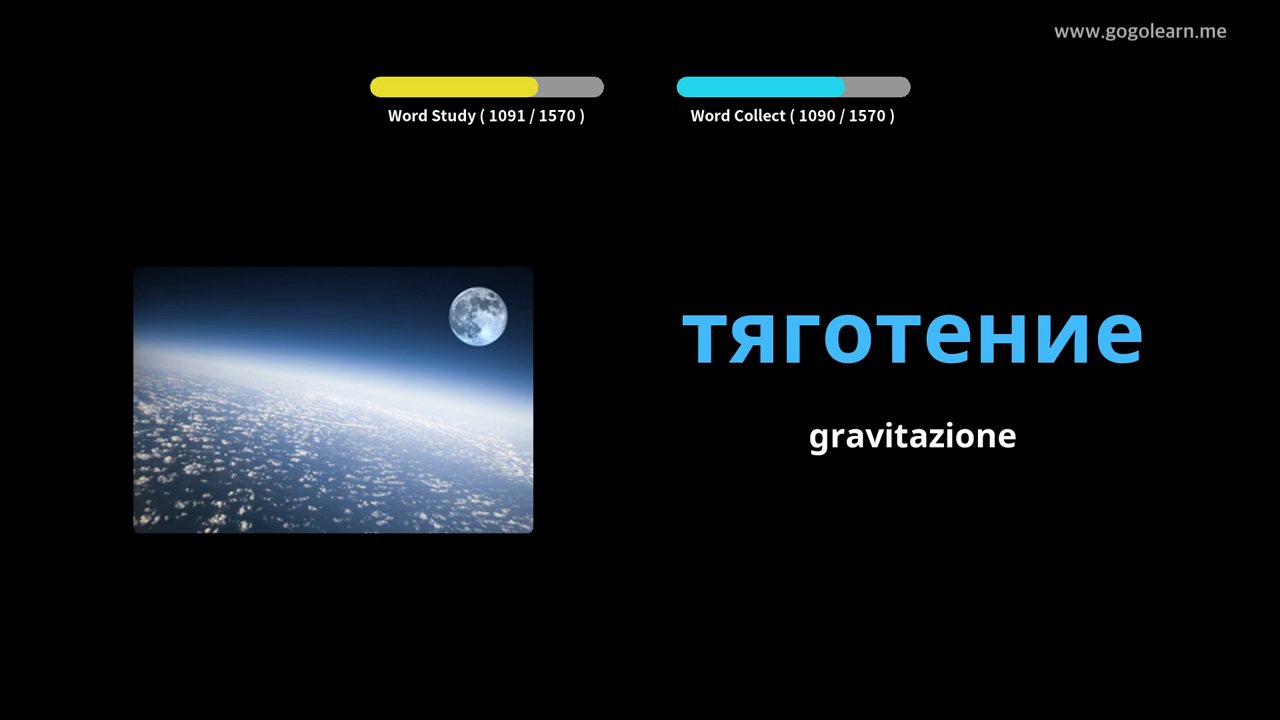 www.gogolearn.me
Word Study ( 1091 / 1570 )
Word Collect ( 1090 / 1570 )
тяготение
gravitazione